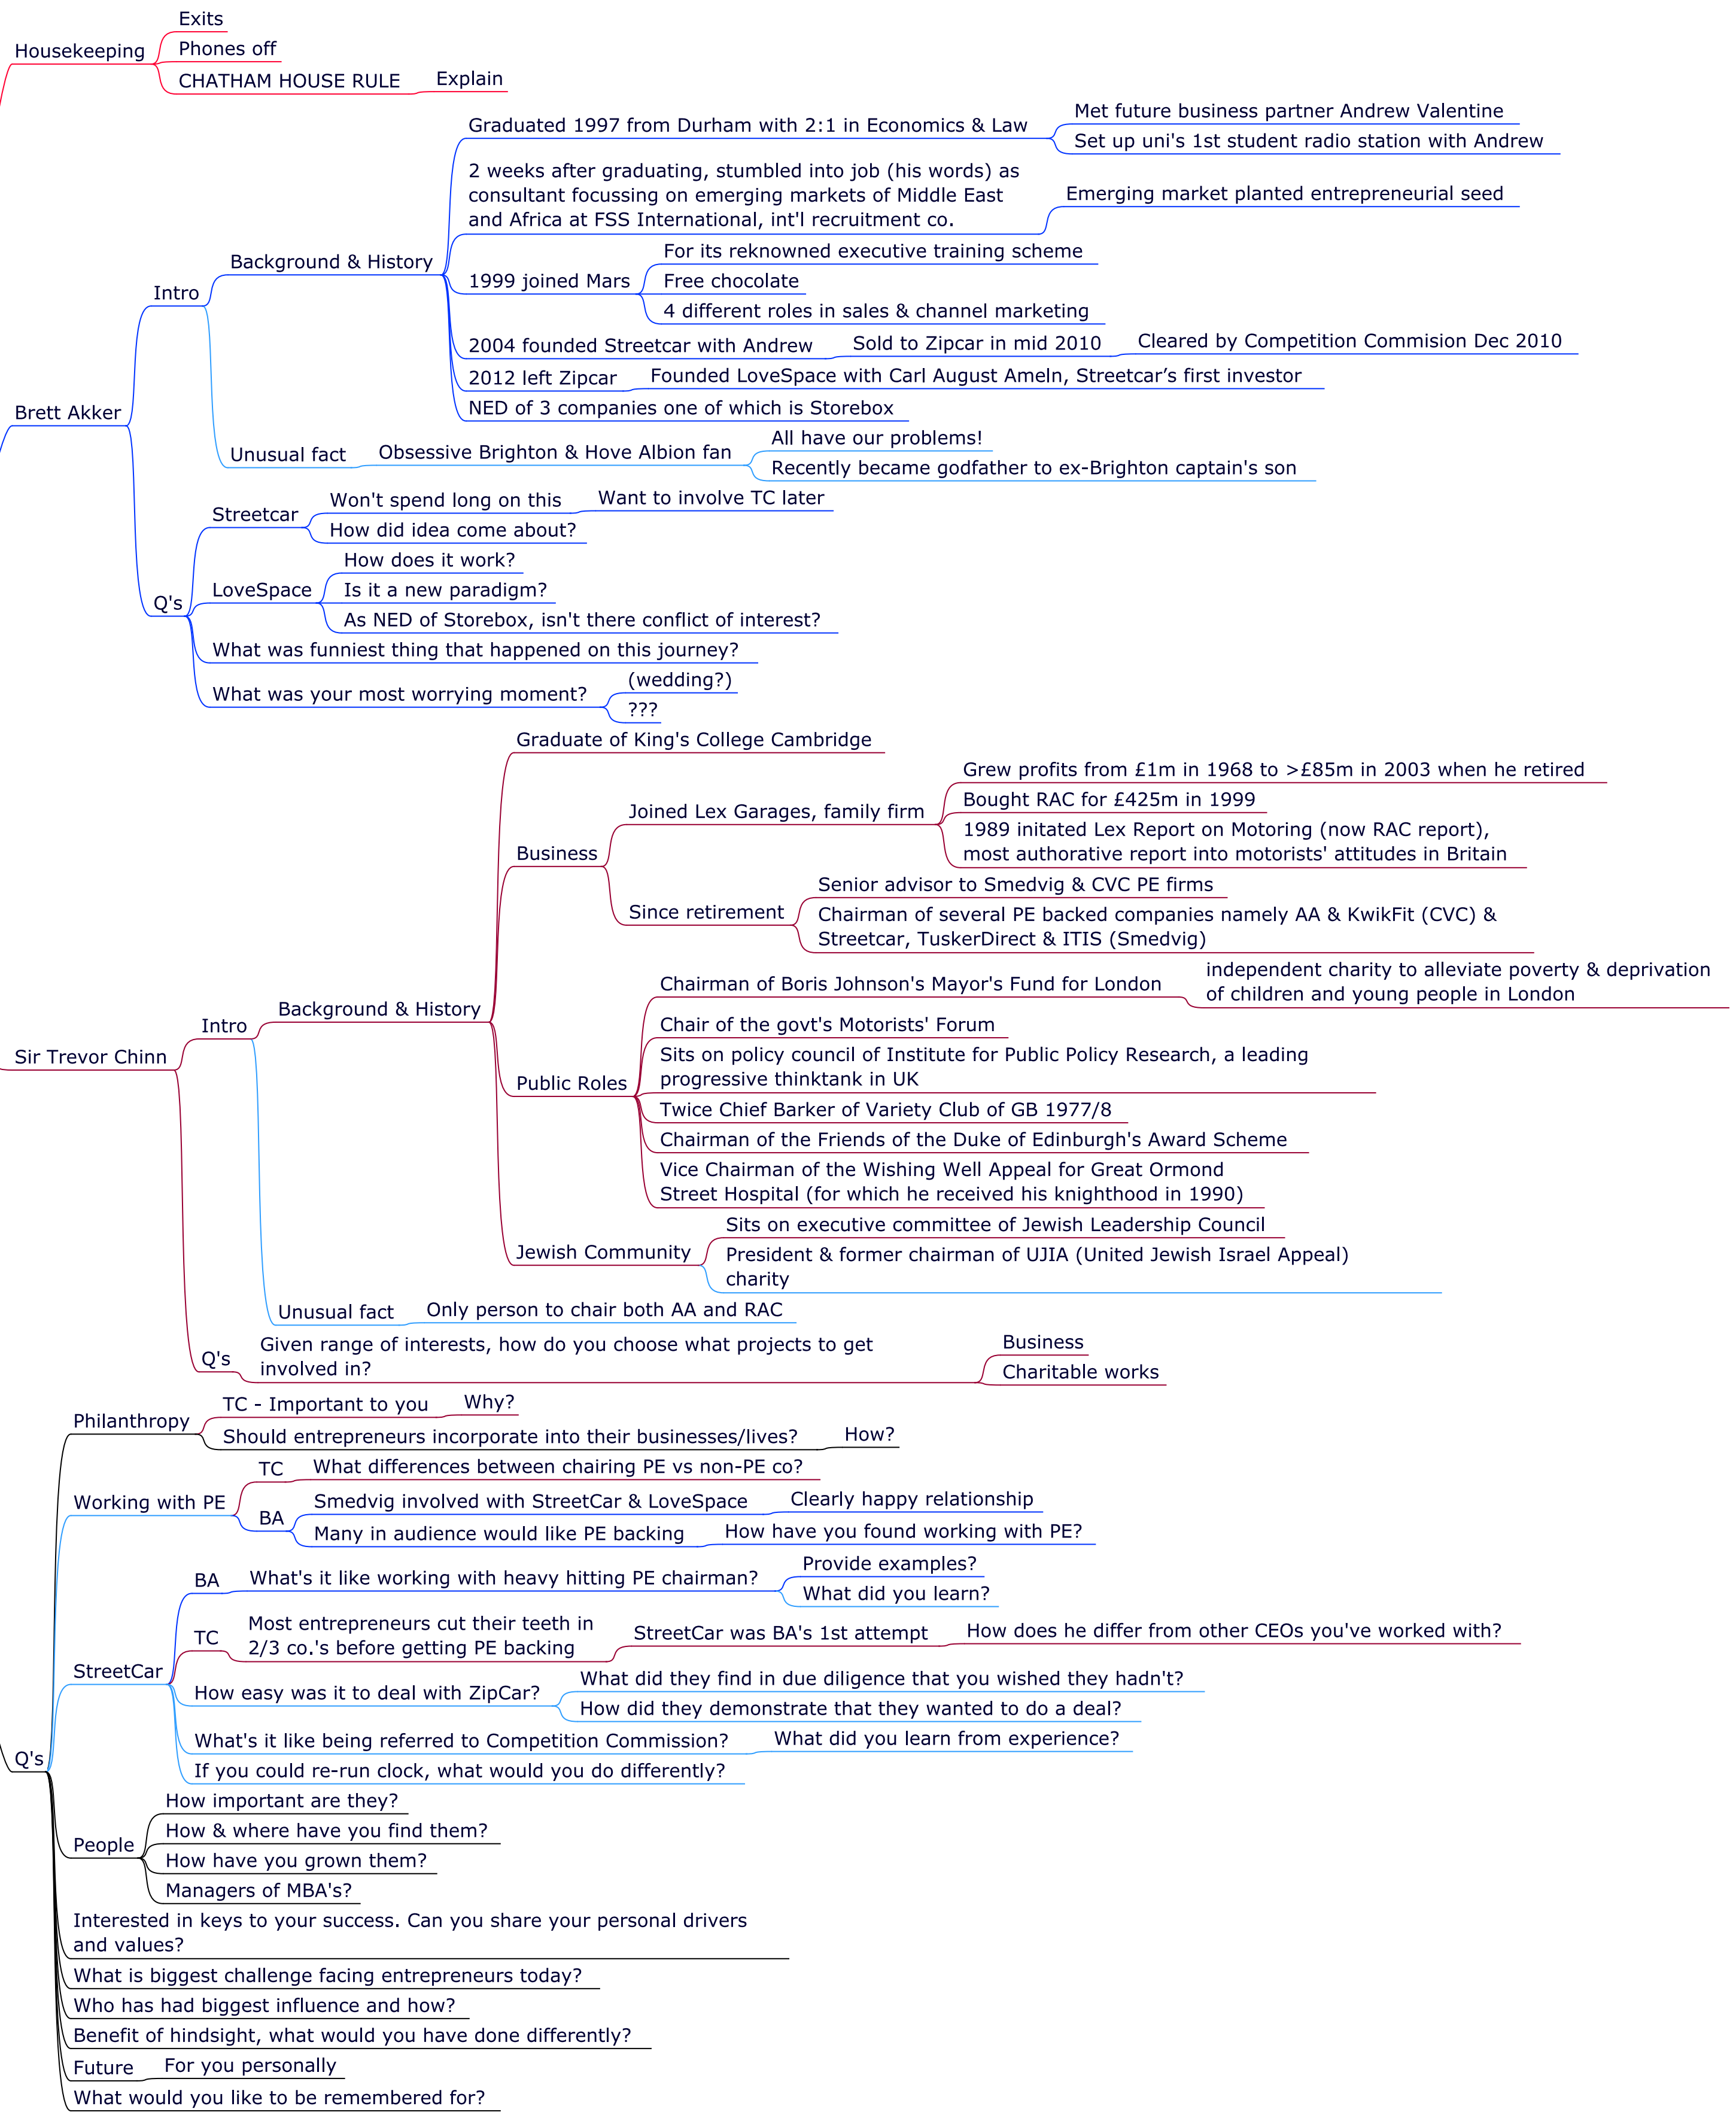 Exits
Housekeeping
Phones off
CHATHAM HOUSE RULE
Explain
Brett Akker
Intro
Background & History
Graduated 1997 from Durham with 2:1 in Economics & Law
Met future business partner Andrew Valentine
Set up uni's 1st student radio station with Andrew
2 weeks after graduating, stumbled into job (his words) as
consultant focussing on emerging markets of Middle East
and Africa at FSS International, int'l recruitment co.
Emerging market planted entrepreneurial seed
1999 joined Mars
For its reknowned executive training scheme
Free chocolate
4 different roles in sales & channel marketing
2004 founded Streetcar with Andrew
Sold to Zipcar in mid 2010
Cleared by Competition Commision Dec 2010
2012 left Zipcar
Founded LoveSpace with Carl August Ameln, Streetcar’s first investor
NED of 3 companies one of which is Storebox
Unusual fact
Obsessive Brighton & Hove Albion fan
All have our problems!
Recently became godfather to ex-Brighton captain's son
Q's
Streetcar
Won't spend long on this
Want to involve TC later
How did idea come about?
LoveSpace
How does it work?
Is it a new paradigm?
As NED of Storebox, isn't there conflict of interest?
What was funniest thing that happened on this journey?
What was your most worrying moment?
(wedding?)
???
Sir Trevor Chinn
Intro
Background & History
Graduate of King's College Cambridge
Business
Joined Lex Garages, family firm
Grew profits from £1m in 1968 to >£85m in 2003 when he retired
Bought RAC for £425m in 1999
1989 initated Lex Report on Motoring (now RAC report),
most authorative report into motorists' attitudes in Britain
Since retirement
Senior advisor to Smedvig & CVC PE firms
Chairman of several PE backed companies namely AA & KwikFit (CVC) &
Streetcar, TuskerDirect & ITIS (Smedvig)
Public Roles
Chairman of Boris Johnson's Mayor's Fund for London
independent charity to alleviate poverty & deprivation
of children and young people in London
Chair of the govt's Motorists' Forum
Sits on policy council of Institute for Public Policy Research, a leading
progressive thinktank in UK
Twice Chief Barker of Variety Club of GB 1977/8
Chairman of the Friends of the Duke of Edinburgh's Award Scheme
Vice Chairman of the Wishing Well Appeal for Great Ormond
Street Hospital (for which he received his knighthood in 1990)
Jewish Community
Sits on executive committee of Jewish Leadership Council
President & former chairman of UJIA (United Jewish Israel Appeal)
charity
Unusual fact
Only person to chair both AA and RAC
Q's
Given range of interests, how do you choose what projects to get
involved in?
Business
Charitable works
Q's
Philanthropy
TC - Important to you
Why?
Should entrepreneurs incorporate into their businesses/lives?
How?
Working with PE
TC
What differences between chairing PE vs non-PE co?
BA
Smedvig involved with StreetCar & LoveSpace
Clearly happy relationship
Many in audience would like PE backing
How have you found working with PE?
StreetCar
BA
What's it like working with heavy hitting PE chairman?
Provide examples?
What did you learn?
TC
Most entrepreneurs cut their teeth in
2/3 co.'s before getting PE backing
StreetCar was BA's 1st attempt
How does he differ from other CEOs you've worked with?
How easy was it to deal with ZipCar?
What did they find in due diligence that you wished they hadn't?
How did they demonstrate that they wanted to do a deal?
What's it like being referred to Competition Commission?
What did you learn from experience?
If you could re-run clock, what would you do differently?
People
How important are they?
How & where have you find them?
How have you grown them?
Managers of MBA's?
Interested in keys to your success. Can you share your personal drivers
and values?
What is biggest challenge facing entrepreneurs today?
Who has had biggest influence and how?
Benefit of hindsight, what would you have done differently?
Future
For you personally
What would you like to be remembered for?